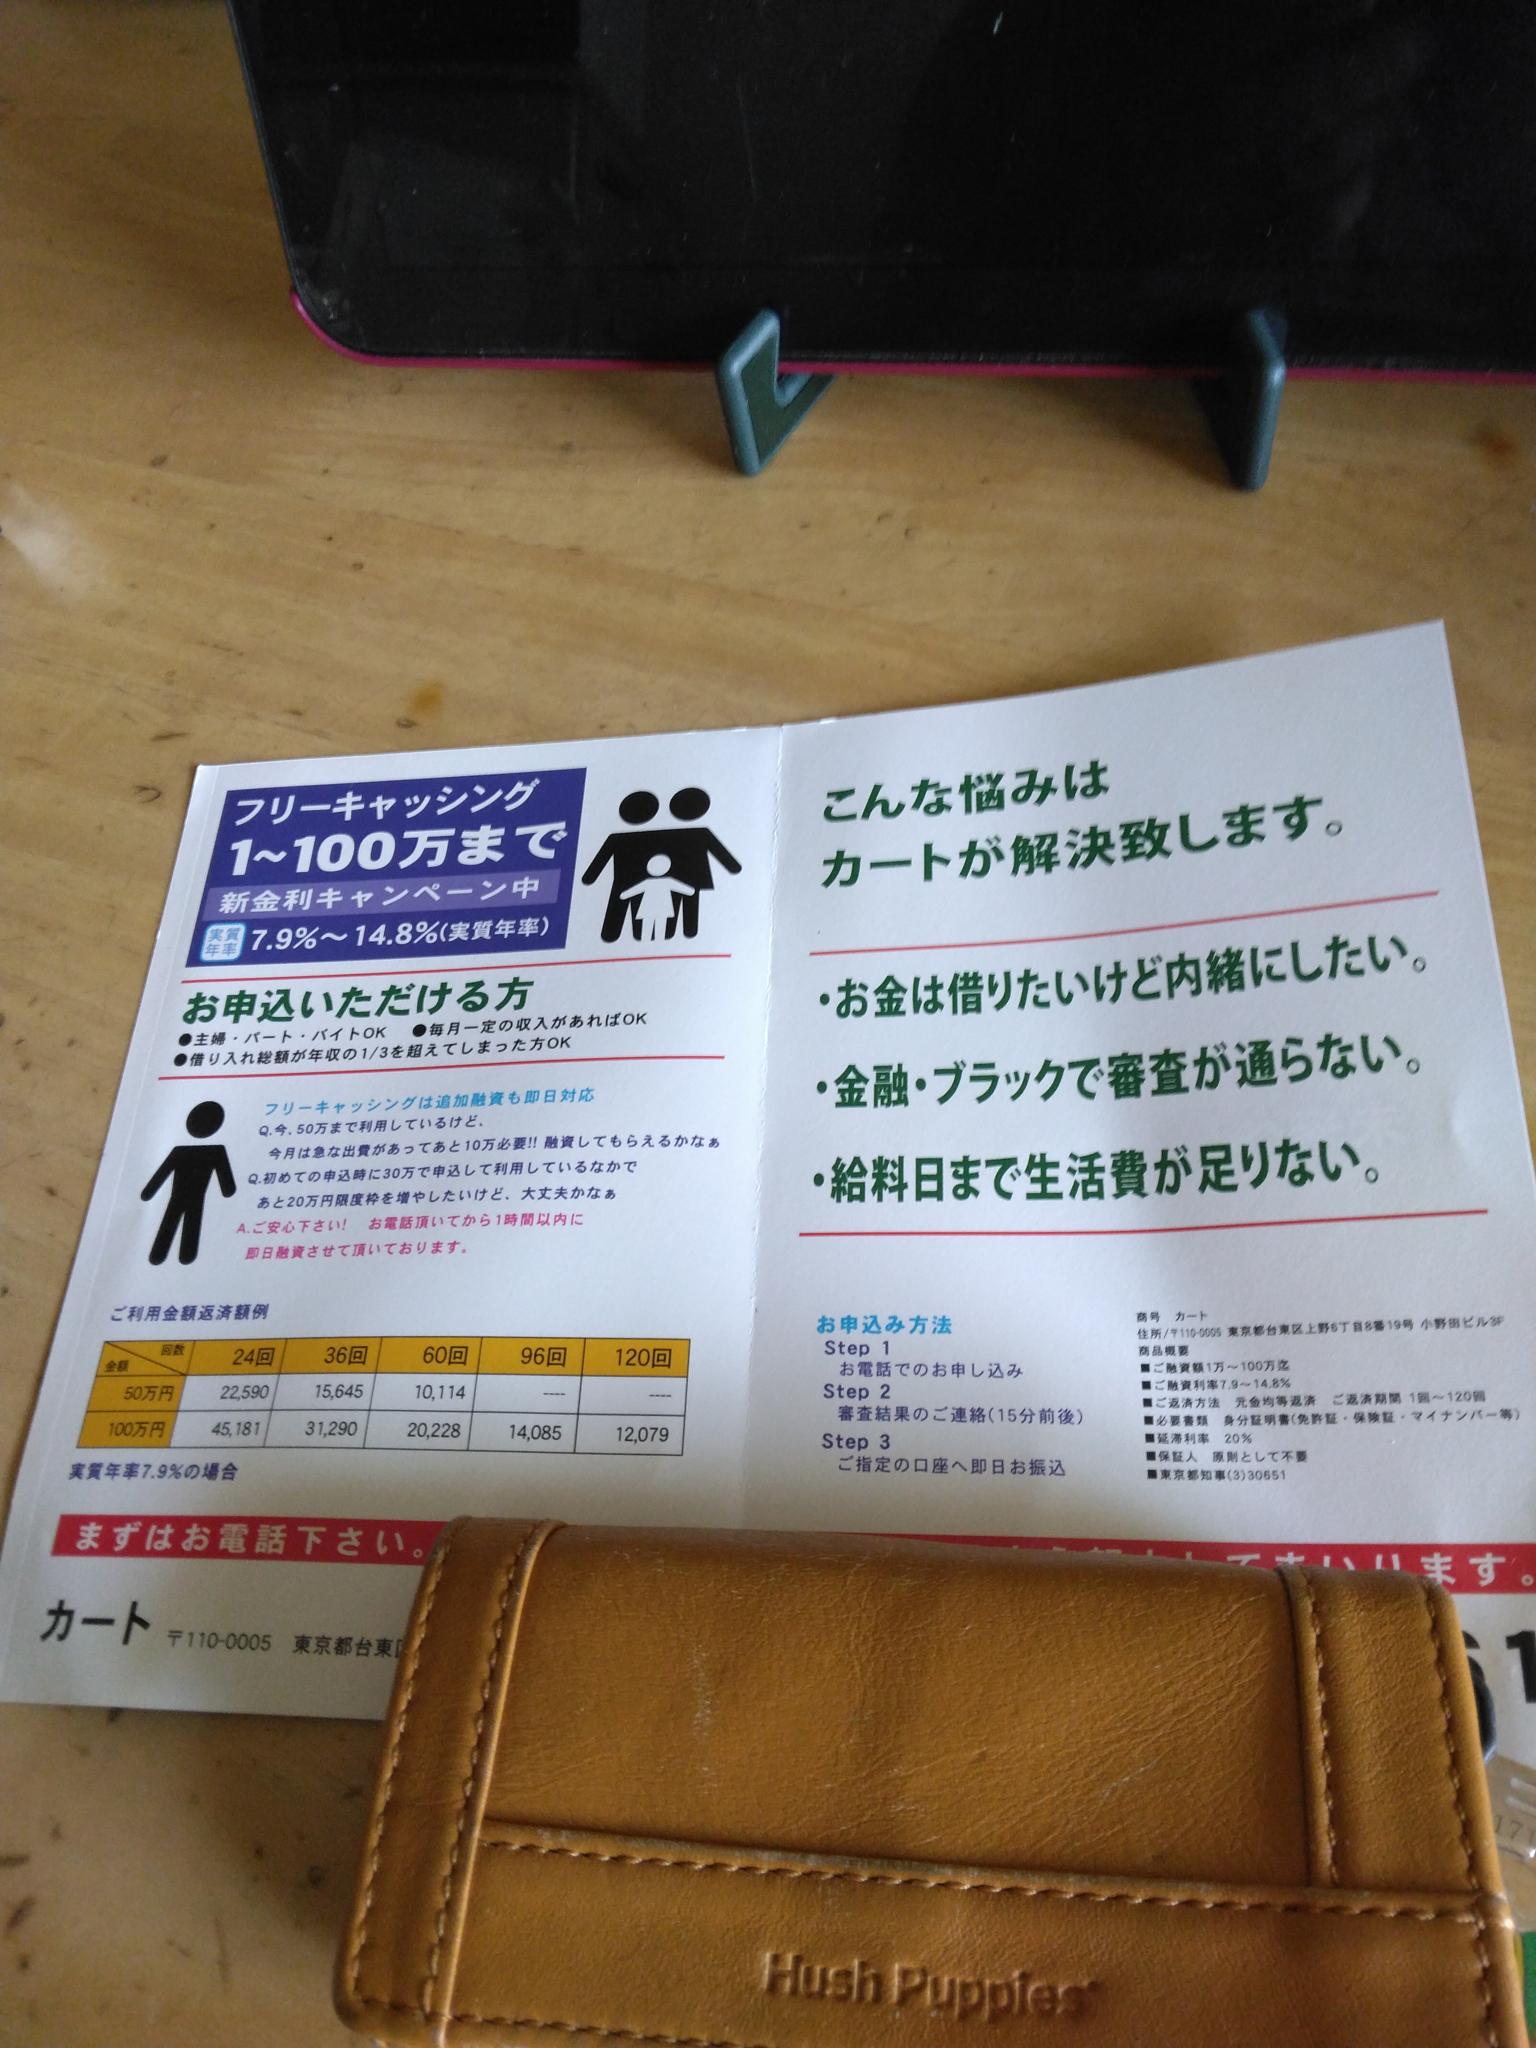 フリーキャッシング
1~100万まで
新金利キャンペーン中
実質年率 7.9%~14.8%(実質年率)
お申込いただける方
●主婦・パート・バイトOK ●毎月一定の収入があればOK
●借り入れ総額が年収の1/3を超えてしまった方OK
フリーキャッシングは追加融資も即日対応
Q.今、50万まで利用しているけど、
今月は急な出費があってあと10万必要!! 融資してもらえるかなぁ
Q.初めての申込時に30万で申込して利用しているなかで
あと20万円限度枠を増やしたいけど、大丈夫かなぁ
A.ご安心下さい! お電話頂いてから1時間以内に
即日融資させて頂いております。
ご利用金額返済額例
金額 回数 24回 36回 60回 96回 120回
50万円 22,590 15,645 10,114 ---- ----
100万円 45,181 31,290 20,228 14,085 12,079
実質年率7.9%の場合
まずはお電話下さい。
カート 〒110-0005 東京都台東区
こんな悩みは
カートが解決致します。
・お金は借りたいけど内緒にしたい。
・金融・ブラックで審査が通らない。
・給料日まで生活費が足りない。
お申込み方法
Step 1
お電話でのお申し込み
Step 2
審査結果のご連絡(15分前後)
Step 3
ご指定の口座へ即日お振込
商号 カート
住所/〒110-0005 東京都台東区上野6丁目8番19号 小野田ビル3F
商品概要
■ご融資額1万~100万迄
■ご融資利率7.9~14.8%
■ご返済方法 元金均等返済 ご返済期間 1回~120回
■必要書類 身分証明書(免許証・保険証・マイナンバー等)
■延滞利率 20%
■保証人 原則として不要
■東京都知事(3)30651
てまいります。
61
Hush Puppies